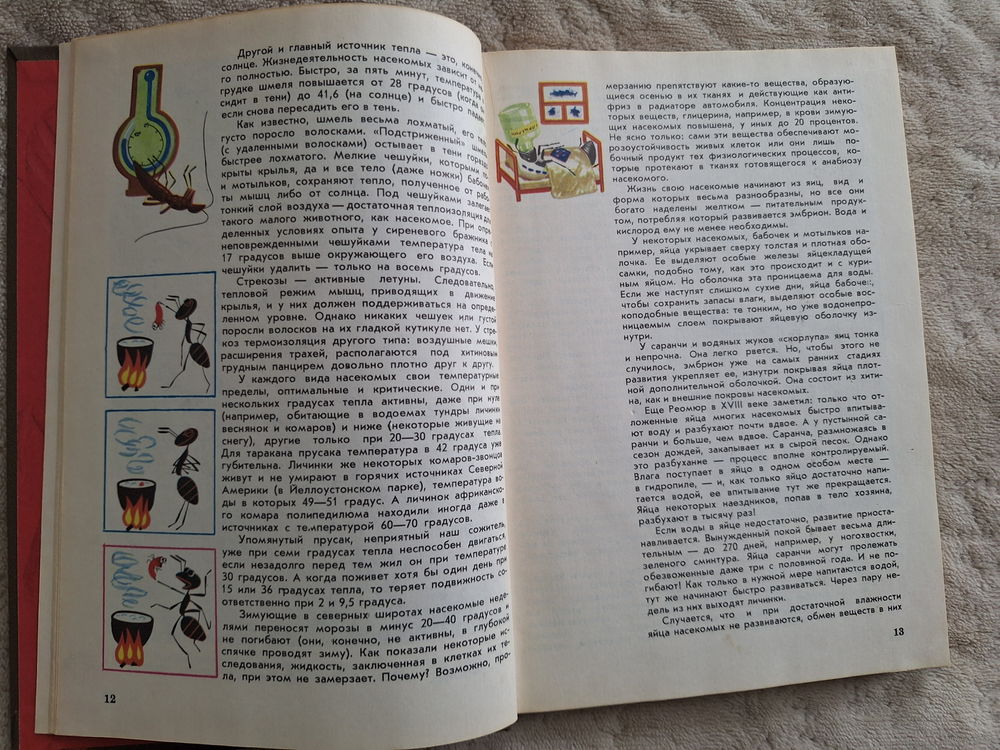 Другой и главный источник тепла — это,
солнце. Жизнедеятельность насекомых зависит от
го полностью. Быстро, за пять минут, температура
грудке шмеля повышается от 28 градусов (когда
сидит в тени) до 41,6 (на солнце) и быстро
если снова пересадить его в тень.
Как известно, шмель весьма лохматый, его
густо поросло волосками. «Подстриженный» шмель
(с удаленными волосками) остывает в тени
быстрее лохматого. Мелкие чешуйки, которыми
крыты крылья, да и все тело (даже ножки)
и мотыльков, сохраняют тепло, полученное от
ты мышц либо от солнца. Под чешуйками
тонкий слой воздуха — достаточная теплоизоляция для
такого малого животного, как насекомое. При опре-
деленных условиях опыта у сиреневого бражника с
неповрежденными чешуйками температура тела на
17 градусов выше окружающего его воздуха. Если
чешуйки удалить — только на восемь градусов.
Стрекозы — активные летуны. Следовательно,
тепловой режим мышц, приводящих в движение
крылья, и у них должен поддерживаться на опреде-
ленном уровне. Однако никаких чешуек или густой
поросли волосков на их гладкой кутикуле нет. У стре-
коз термоизоляция другого типа: воздушные мешки,
расширения трахей, располагаются под хитиновым
грудным панцирем довольно плотно друг к другу.
У каждого вида насекомых свои температурные
пределы, оптимальные и критические. Одни и при
нескольких градусах тепла активны, даже при нуле
(например, обитающие в водоемах тундры личинки
веснянок и комаров) и ниже (некоторые живущие на
снегу), другие только при 20—30 градусах тепла.
Для таракана прусака температура в 42 градуса уже
губительна. Личинки же некоторых комаров-звонцов
живут и не умирают в горячих источниках Северной
Америки (в Йеллоустонском парке), температура во-
ды в которых 49—51 градус. А личинок африканско-
го комара полипедилюма находили иногда даже в
источниках с температурой 60—70 градусов.
Упомянутый прусак, неприятный наш сожитель,
уже при семи градусах тепла неспособен двигаться,
если незадолго перед тем жил он при температуре
30 градусов. А когда поживет хотя бы один день при
15 или 36 градусах тепла, то теряет подвижность со-
ответственно при 2 и 9,5 градуса.
Зимующие в северных широтах насекомые неде-
лями переносят морозы в минус 20—40 градусов и
не погибают (они, конечно, не активны, в глубокой
спячке проводят зиму). Как показали некоторые ис-
следования, жидкость, заключенная в клетках их те-
ла, при этом не замерзает. Почему? Возможно, про-
12
мерзанию препятствуют какие-то вещества, образую-
щиеся осенью в их тканях и действующие как анти-
фриз в радиаторе автомобиля. Концентрация неко-
торых веществ, глицерина, например, в крови зимую-
щих насекомых повышена, у иных до 20 процентов.
Не ясно только: сами эти вещества обеспечивают мо-
розоустойчивость живых клеток или они лишь по-
бочный продукт тех физиологических процессов, ко-
торые протекают в тканях готовящегося к анабиозу
насекомого.
Жизнь свою насекомые начинают из яиц, вид и
форма которых весьма разнообразны, но все они
богато наделены желтком — питательным продук-
том, потребляя который развивается эмбрион. Вода и
кислород ему не менее необходимы.
У некоторых насекомых, бабочек и мотыльков на-
пример, яйца укрывает сверху толстая и плотная обо-
лочка. Ее выделяют особые железы яйцекладущей
самки, подобно тому, как это происходит и с кури-
ным яйцом. Но оболочка эта проницаема для воды.
Если же наступят слишком сухие дни, яйца бабочек,
чтобы сохранить запасы влаги, выделяют особые вос-
коподобные вещества: те тонким, но уже водонепро-
ницаемым слоем покрывают яйцевую оболочку из-
нутри.
У саранчи и водяных жуков «скорлупа» яиц тонка
и непрочна. Она легко рвется. Но, чтобы этого не
случилось, эмбрион уже на самых ранних стадиях
развития укрепляет ее, изнутри покрывая яйца плот-
ной дополнительной оболочкой. Она состоит из хити-
на, как и внешние покровы насекомых.
Еще Реомюр в XVIII веке заметил: только что от-
ложенные яйца многих насекомых быстро впитыва-
ют воду и разбухают почти вдвое. А у пустынной са-
ранчи и больше, чем вдвое. Саранча, размножаясь в
сезон дождей, закапывает их в сырой песок. Однако
это разбухание — процесс вполне контролируемый.
Влага поступает в яйцо в одном особом месте —
в гидропиле, — и, как только яйцо достаточно напи-
тается водой, ее впитывание тут же прекращается.
Яйца некоторых наездников, попав в тело хозяина,
разбухают в тысячу раз!
Если воды в яйце недостаточно, развитие приоста-
навливается. Вынужденный покой бывает весьма дли-
тельным — до 270 дней, например, у ногохвостки,
зеленого сминтура. Яйца саранчи могут пролежать
обезвоженные даже три с половиной года. И не по-
гибают! Как только в нужной мере напитаются водой,
тут же начинают быстро развиваться. Через пару не-
дель из них выходят личинки.
Случается, что и при достаточной влажности
яйца насекомых не развиваются, обмен веществ в них
13